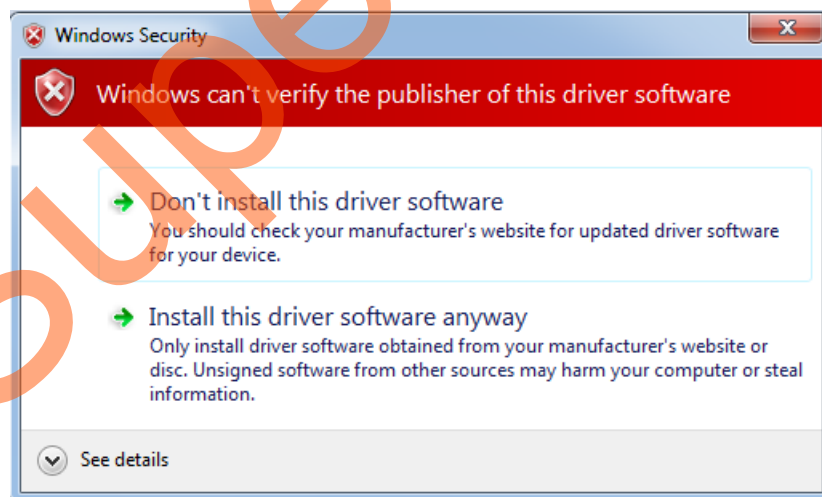 Windows Security
Windows can't verify the publisher of this driver software
Don't install this driver software
You should check your manufacturer's website for updated driver software
for your device.
Install this driver software anyway
Only install driver software obtained from your manufacturer's website or
disc. Unsigned software from other sources may harm your computer or steal
information.
See details